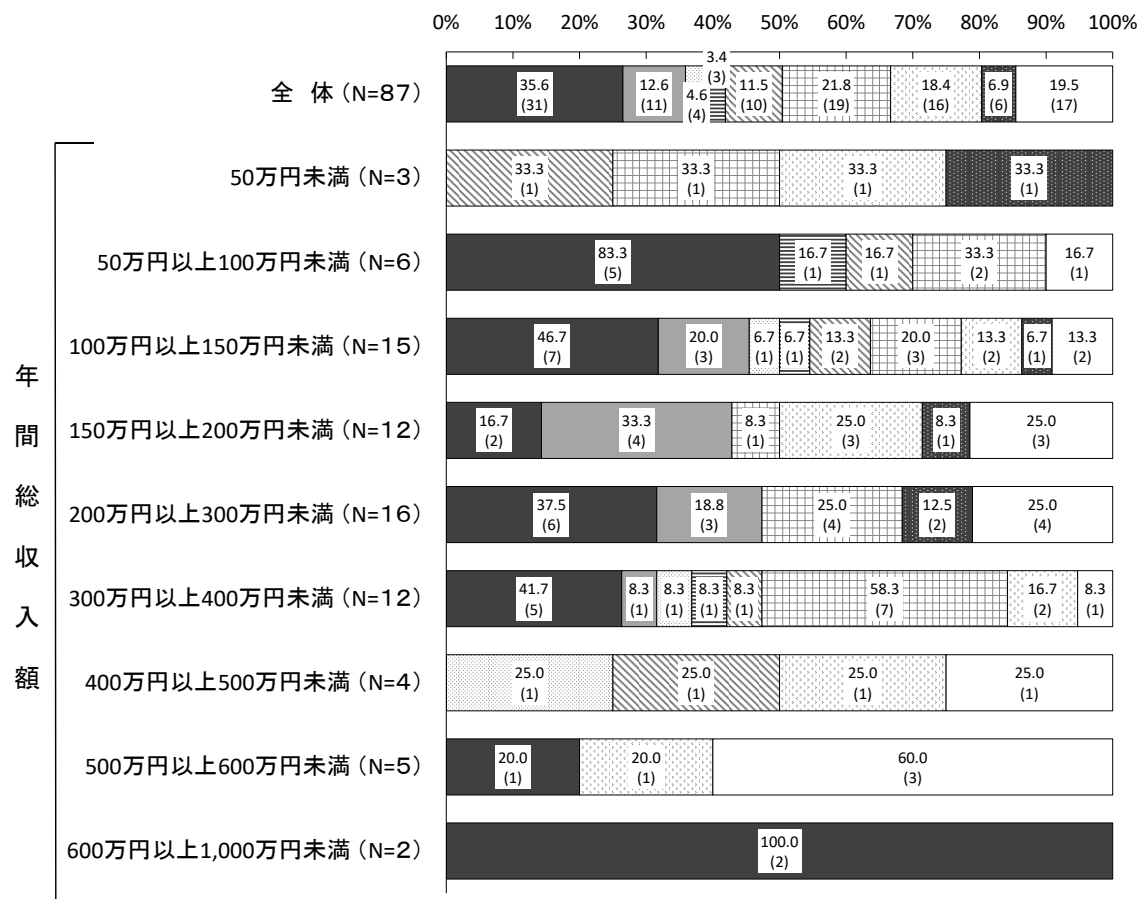 0% 10% 20% 30% 40% 50% 60% 70% 80% 90% 100%
全 体 (N=87)
35.6 12.6 3.4 4.6 11.5 21.8 18.4 6.9 19.5
(31) (11) (3) (4) (10) (19) (16) (6) (17)
年間総収入額
50万円未満 (N=3)
33.3 33.3 33.3 33.3
(1) (1) (1) (1)
50万円以上100万円未満 (N=6)
83.3 16.7 16.7 33.3 16.7
(5) (1) (1) (2) (1)
100万円以上150万円未満 (N=15)
46.7 20.0 6.7 6.7 13.3 20.0 13.3 6.7 13.3
(7) (3) (1) (1) (2) (3) (2) (1) (2)
150万円以上200万円未満 (N=12)
16.7 33.3 8.3 25.0 8.3 25.0
(2) (4) (1) (3) (1) (3)
200万円以上300万円未満 (N=16)
37.5 18.8 25.0 12.5 25.0
(6) (3) (4) (2) (4)
300万円以上400万円未満 (N=12)
41.7 8.3 8.3 8.3 8.3 58.3 16.7 8.3
(5) (1) (1) (1) (1) (7) (2) (1)
400万円以上500万円未満 (N=4)
25.0 25.0 25.0 25.0
(1) (1) (1) (1)
500万円以上600万円未満 (N=5)
20.0 20.0 60.0
(1) (1) (3)
600万円以上1,000万円未満 (N=2)
100.0
(2)